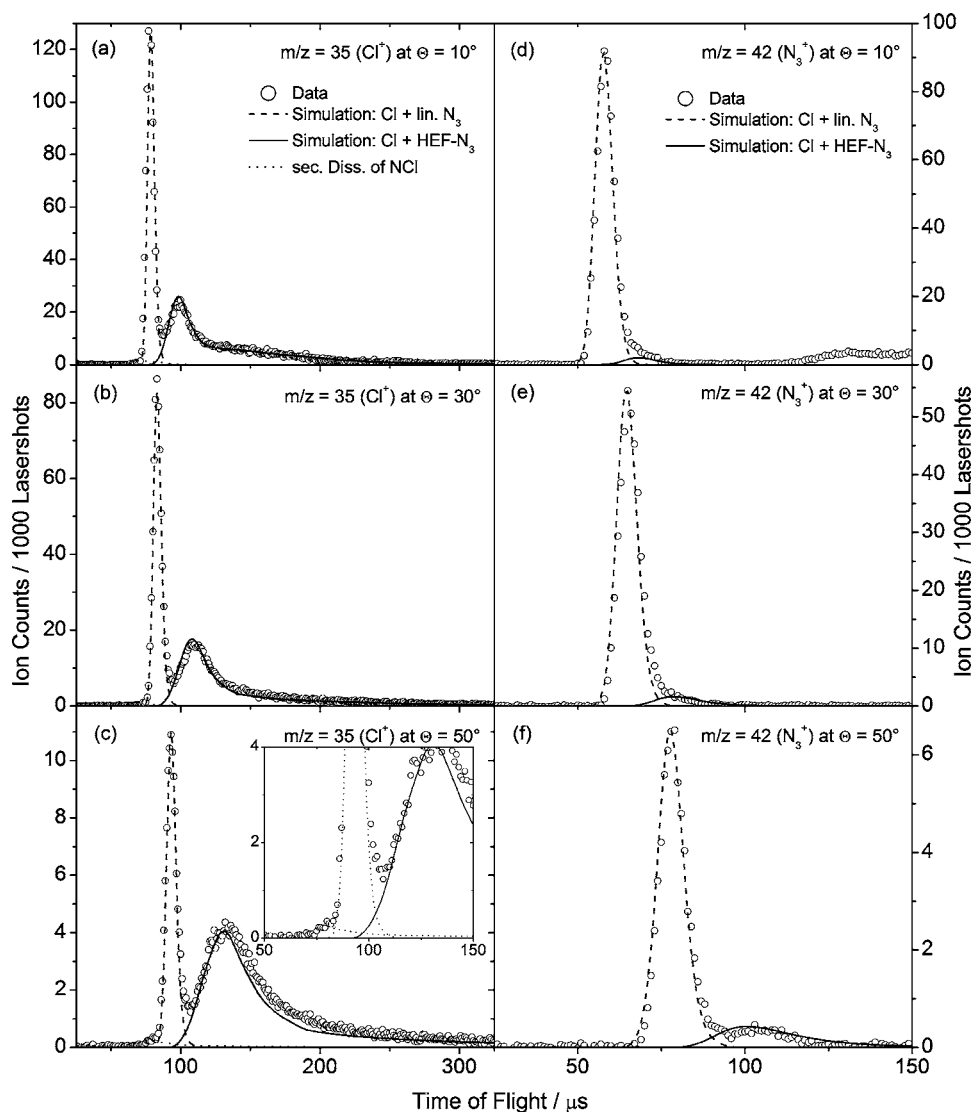 (a)
m/z = 35 (Cl⁺) at Θ = 10°
Data
Simulation: Cl + lin. N₃
Simulation: Cl + HEF-N₃
sec. Diss. of NCl
120
100
80
60
40
20
0
(d)
m/z = 42 (N₃⁺) at Θ = 10°
Data
Simulation: Cl + lin. N₃
Simulation: Cl + HEF-N₃
100
80
60
40
20
0
(b)
m/z = 35 (Cl⁺) at Θ = 30°
80
60
40
20
0
(e)
m/z = 42 (N₃⁺) at Θ = 30°
50
40
30
20
10
0
(c)
m/z = 35 (Cl⁺) at Θ = 50°
10
8
6
4
2
0
4
2
0
50
100
150
(f)
m/z = 42 (N₃⁺) at Θ = 50°
6
4
2
0
100
200
300
50
100
150
Ion Counts / 1000 Lasershots
Ion Counts / 1000 Lasershots
Time of Flight / μs